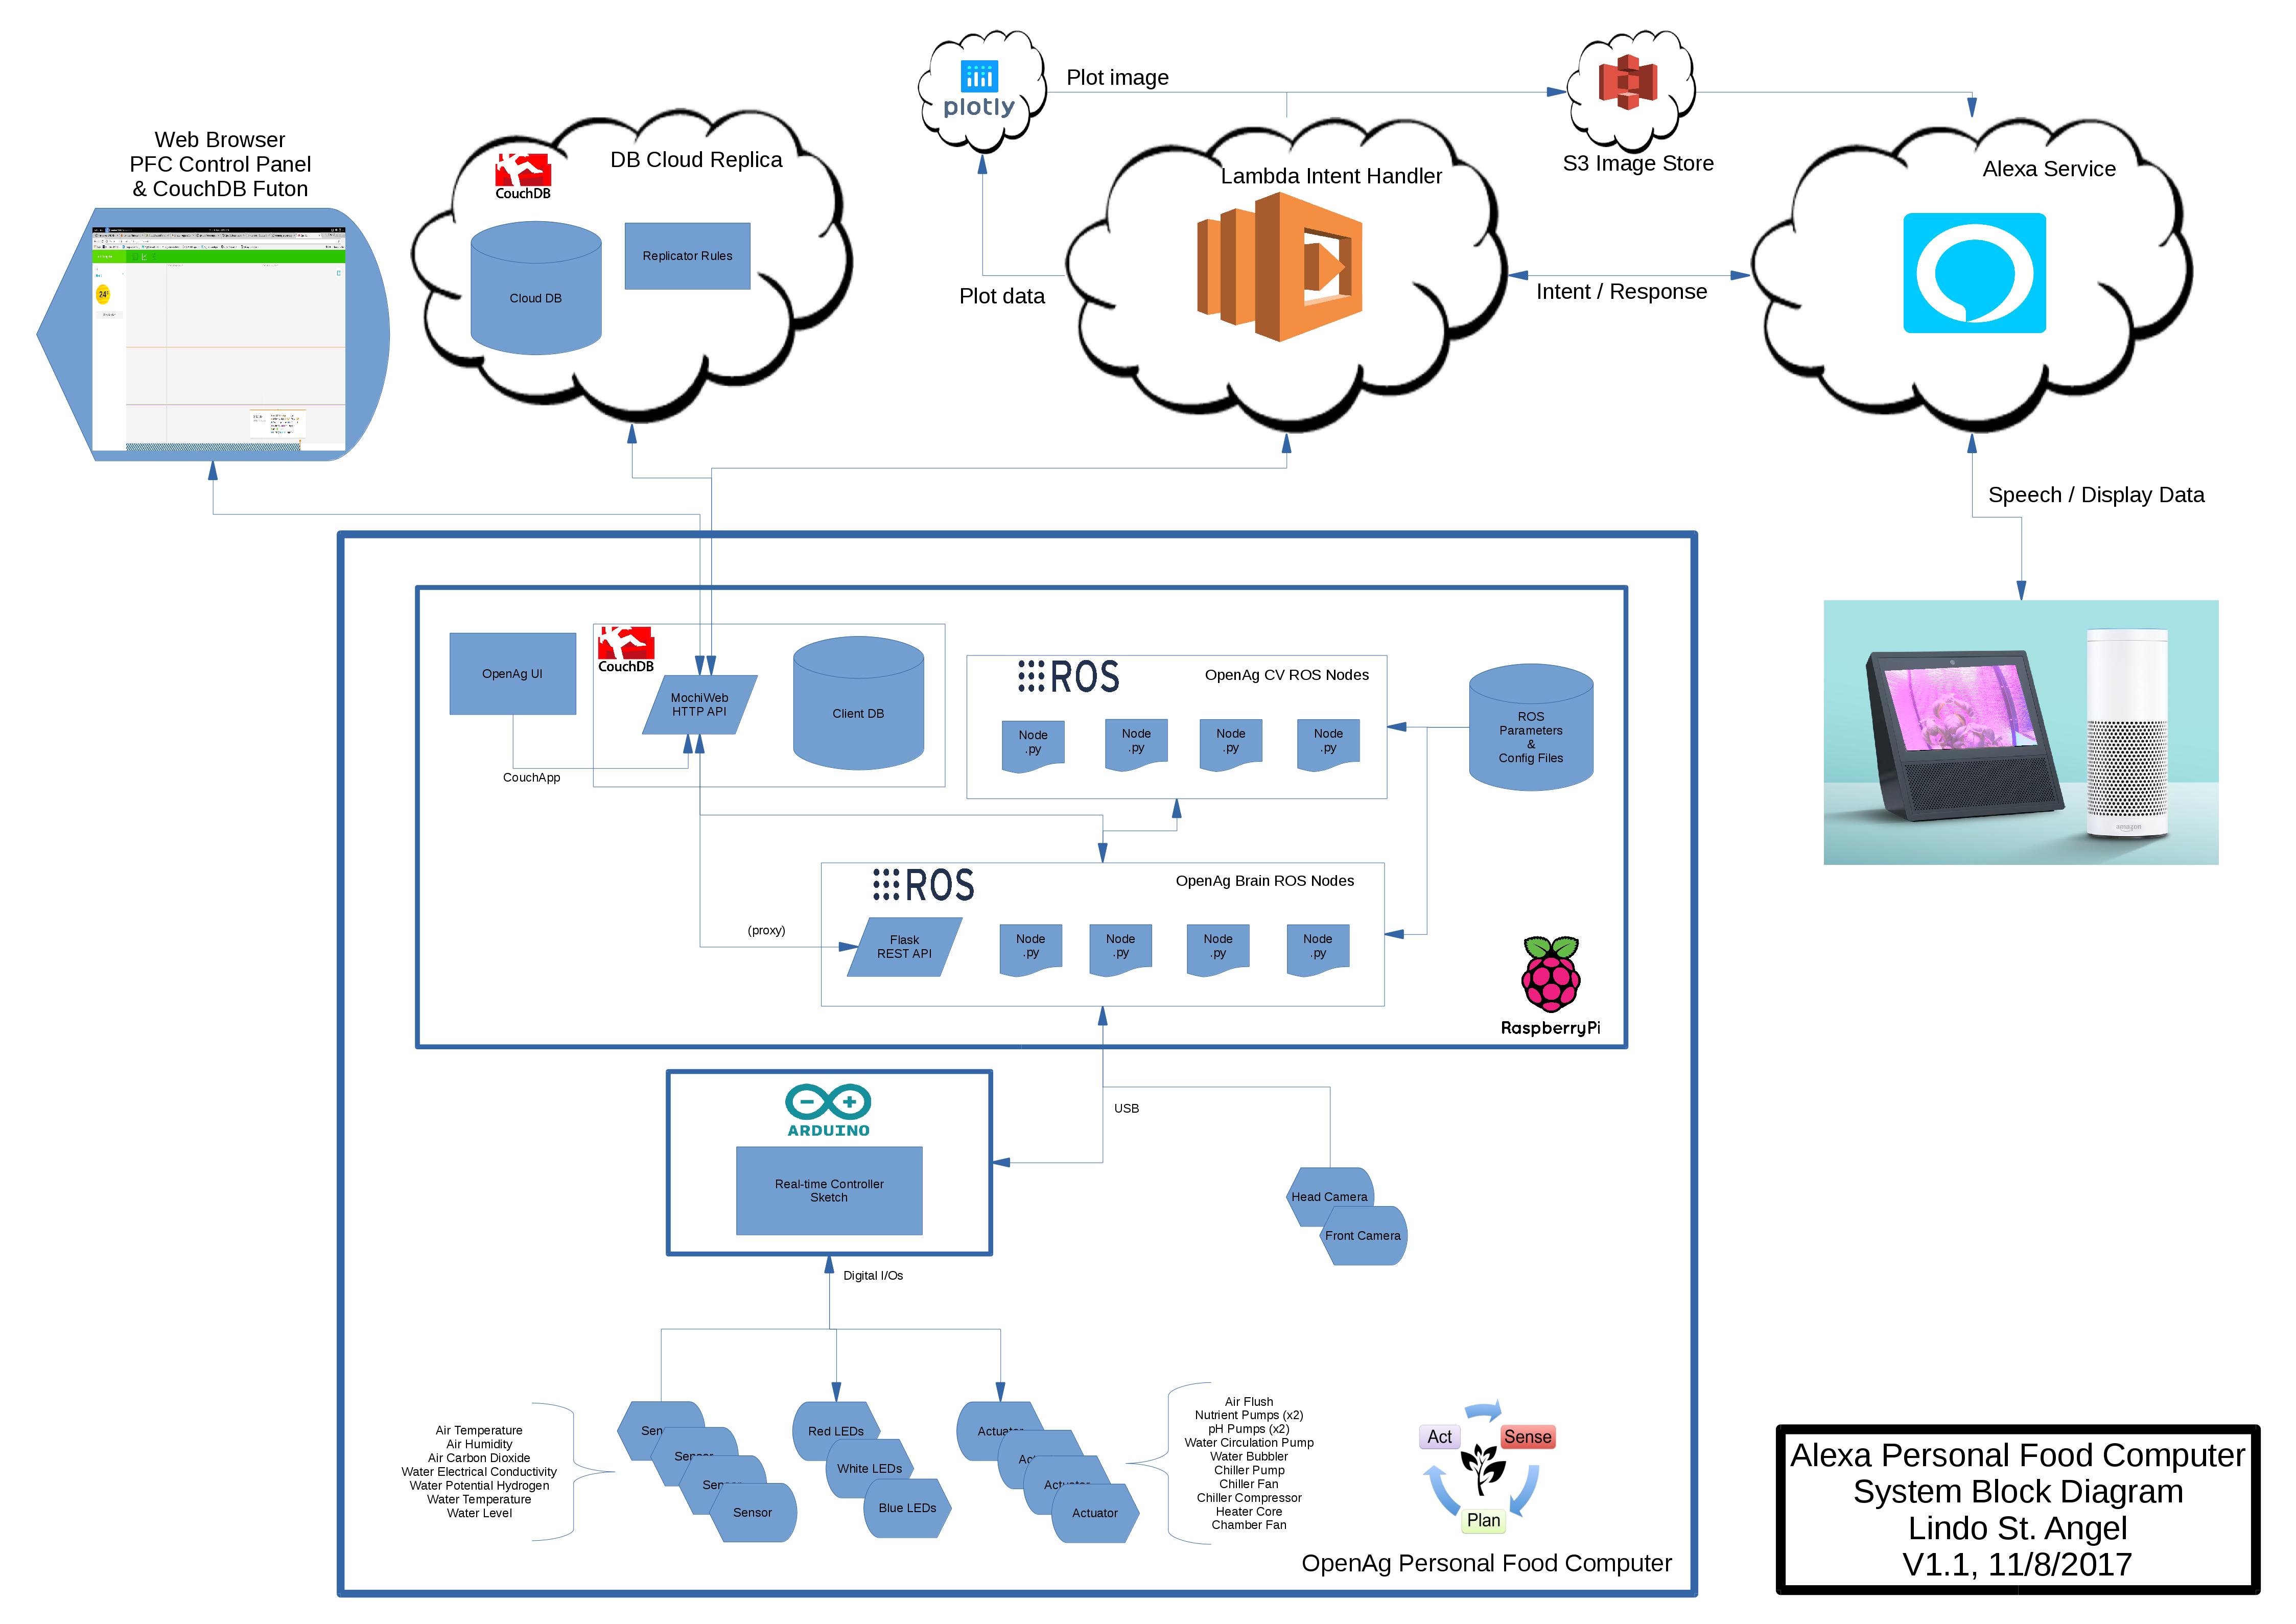 Plot image
plotly
S3 Image Store
Web Browser
PFC Control Panel
& CouchDB Futon
CouchDB
DB Cloud Replica
Cloud DB
Replicator Rules
Lambda Intent Handler
Plot data
Intent / Response
Alexa Service
Speech / Display Data
24
OpenAg UI
CouchDB
MochiWeb
HTTP API
Client DB
CouchApp
ROS
OpenAg CV ROS Nodes
Node
.py
Node
.py
Node
.py
Node
.py
ROS
Parameters
&
Config Files
amazon
(proxy)
ROS
OpenAg Brain ROS Nodes
Flask
REST API
Node
.py
Node
.py
Node
.py
Node
.py
RaspberryPi
ARDUINO
Real-time Controller
Sketch
USB
Head Camera
Front Camera
Digital I/Os
Air Temperature
Air Humidity
Air Carbon Dioxide
Water Electrical Conductivity
Water Potential Hydrogen
Water Temperature
Water Level
Sensor
Sensor
Sensor
Sensor
Red LEDs
White LEDs
Blue LEDs
Actuator
Actuator
Actuator
Actuator
Air Flush
Nutrient Pumps (x2)
pH Pumps (x2)
Water Circulation Pump
Water Bubbler
Chiller Pump
Chiller Fan
Chiller Compressor
Heater Core
Chamber Fan
Act
Sense
Plan
OpenAg Personal Food Computer
Alexa Personal Food Computer
System Block Diagram
Lindo St. Angel
V1.1, 11/8/2017